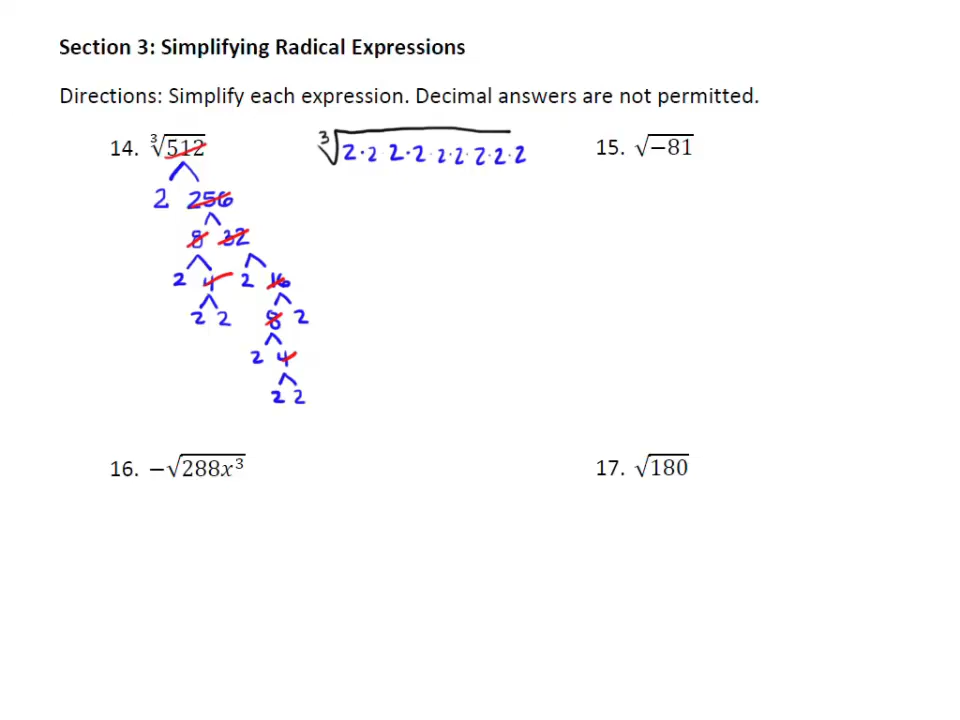 Section 3: Simplifying Radical Expressions
Directions: Simplify each expression. Decimal answers are not permitted.
14. ∛512
∛2·2 2·2·2·2·2·2·2
15. √−81
2 256
8 32
2 4 2 16
2 2 8 2
2 4
2 2
16. −√288x³
17. √180